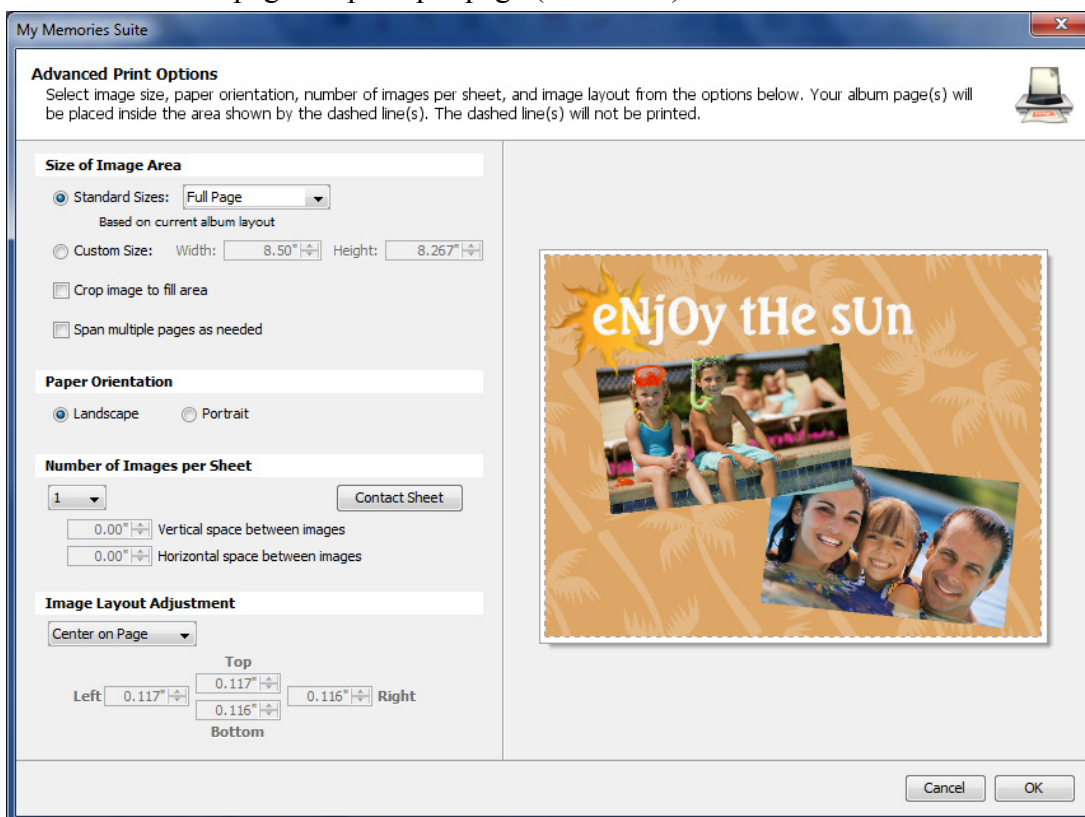 My Memories Suite
Advanced Print Options
Select image size, paper orientation, number of images per sheet, and image layout from the options below. Your album page(s) will
be placed inside the area shown by the dashed line(s). The dashed line(s) will not be printed.
Size of Image Area
Standard Sizes: Full Page
Based on current album layout
Custom Size: Width: 8.50" Height: 8.267"
Crop image to fill area
Span multiple pages as needed
Paper Orientation
Landscape Portrait
Number of Images per Sheet
1 Contact Sheet
0.00" Vertical space between images
0.00" Horizontal space between images
Image Layout Adjustment
Center on Page
Top
0.117"
Left 0.117" 0.116" Right
0.116"
Bottom
eNjOy tHe sUn
Cancel OK